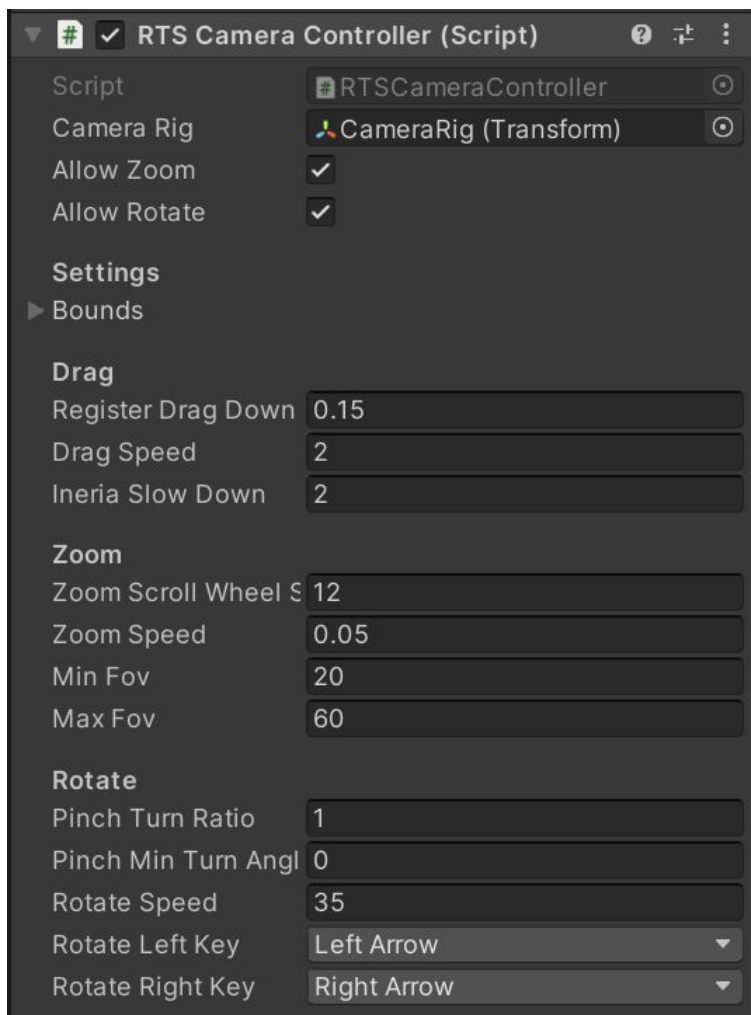 # RTS Camera Controller (Script)
Script # RTSCameraController
Camera Rig CameraRig (Transform)
Allow Zoom
Allow Rotate
Settings
Bounds
Drag
Register Drag Down 0.15
Drag Speed 2
Ineria Slow Down 2
Zoom
Zoom Scroll Wheel S 12
Zoom Speed 0.05
Min Fov 20
Max Fov 60
Rotate
Pinch Turn Ratio 1
Pinch Min Turn Angl 0
Rotate Speed 35
Rotate Left Key Left Arrow
Rotate Right Key Right Arrow